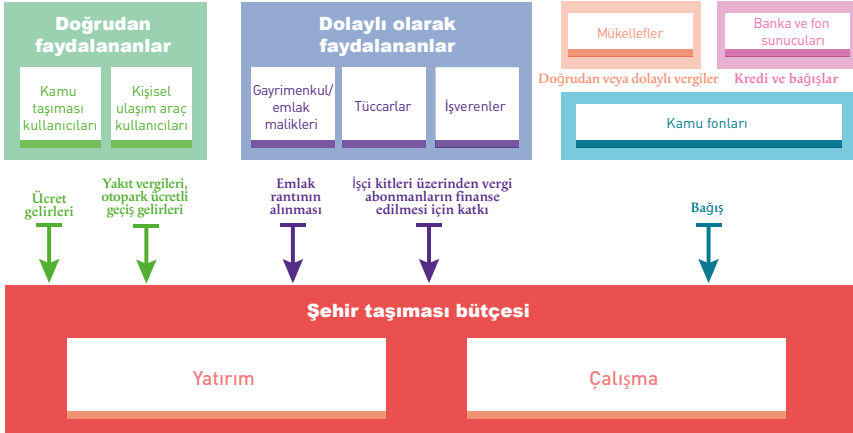 Doğrudan
faydalananlar
Kamu
taşıması
kullanıcıları
Kişisel
ulaşım araç
kullanıcıları
Dolaylı olarak
faydalananlar
Gayrimenkul/
emlak
malikleri
Tüccarlar
İşverenler
Mükellefler
Doğrudan veya dolaylı vergiler
Banka ve fon
sunucuları
Kredi ve bağışlar
Kamu fonları
Ücret
gelirleri
Yakıt vergileri,
otopark ücretli
geçiş gelirleri
Emlak
rantının
alınması
İşçi kitleri üzerinden vergi
abonmanların finanse
edilmesi için katkı
Bağış
Şehir taşıması bütçesi
Yatırım
Çalışma